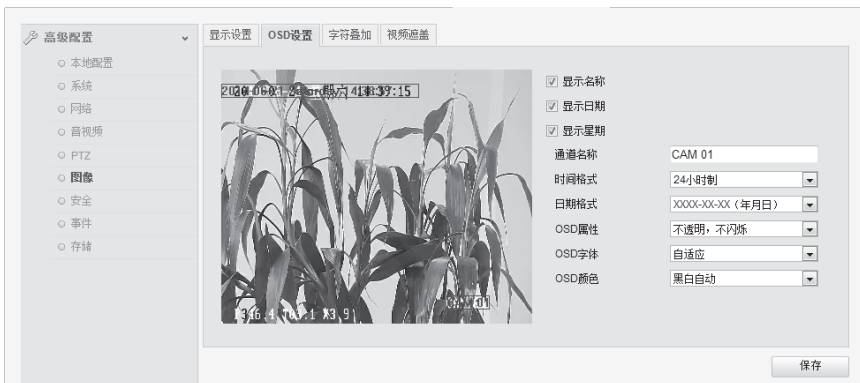 高级配置
本地配置
系统
网络
音视频
PTZ
图像
安全
事件
存储
显示设置 OSD设置 字符叠加 视频遮盖
14:39:15
CAM 01
显示名称
显示日期
显示星期
通道名称 CAM 01
时间格式 24小时制
日期格式 XXXX-XX-XX（年月日）
OSD属性 不透明，不闪烁
OSD字体 自适应
OSD颜色 黑白自动
保存